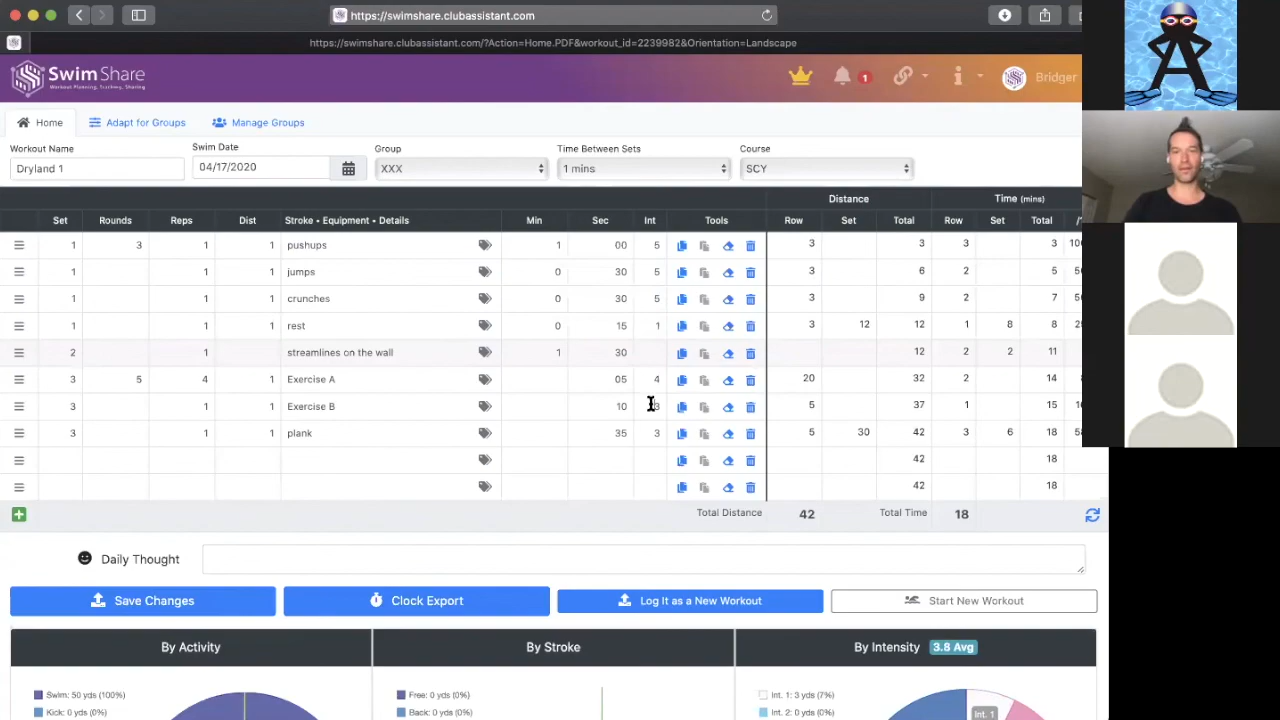 https://swimshare.clubassistant.com
https://swimshare.clubassistant.com/?Action=Home.PDF&workout_id=2239982&Orientation=Landscape
SwimShare
Workout Planning, Tracking, Sharing
1
Bridger
Home Adapt for Groups Manage Groups
Workout Name Swim Date Group Time Between Sets Course
Dryland 1 04/17/2020 XXX 1 mins SCY
Distance Time (mins)
Set Rounds Reps Dist Stroke • Equipment • Details Min Sec Int Tools Row Set Total Row Set Total
1 3 1 1 pushups 1 00 5 3 3 3 3
1 1 1 jumps 0 30 5 3 6 2 5
1 1 1 crunches 0 30 5 3 9 2 7
1 1 1 rest 0 15 1 3 12 12 1 8 8
2 1 streamlines on the wall 1 30 12 2 2 11
3 5 4 1 Exercise A 05 4 20 32 2 14
3 1 1 Exercise B 10 3 5 37 1 15
3 1 1 plank 35 3 5 30 42 3 6 18
42 18
42 18
Total Distance 42 Total Time 18
Daily Thought
Save Changes Clock Export Log It as a New Workout Start New Workout
By Activity By Stroke By Intensity 3.8 Avg
Swim: 50 yds (100%) Free: 0 yds (0%) Int. 1: 3 yds (7%)
Kick: 0 yds (0%) Back: 0 yds (0%) Int. 2: 0 yds (0%) Int. 1